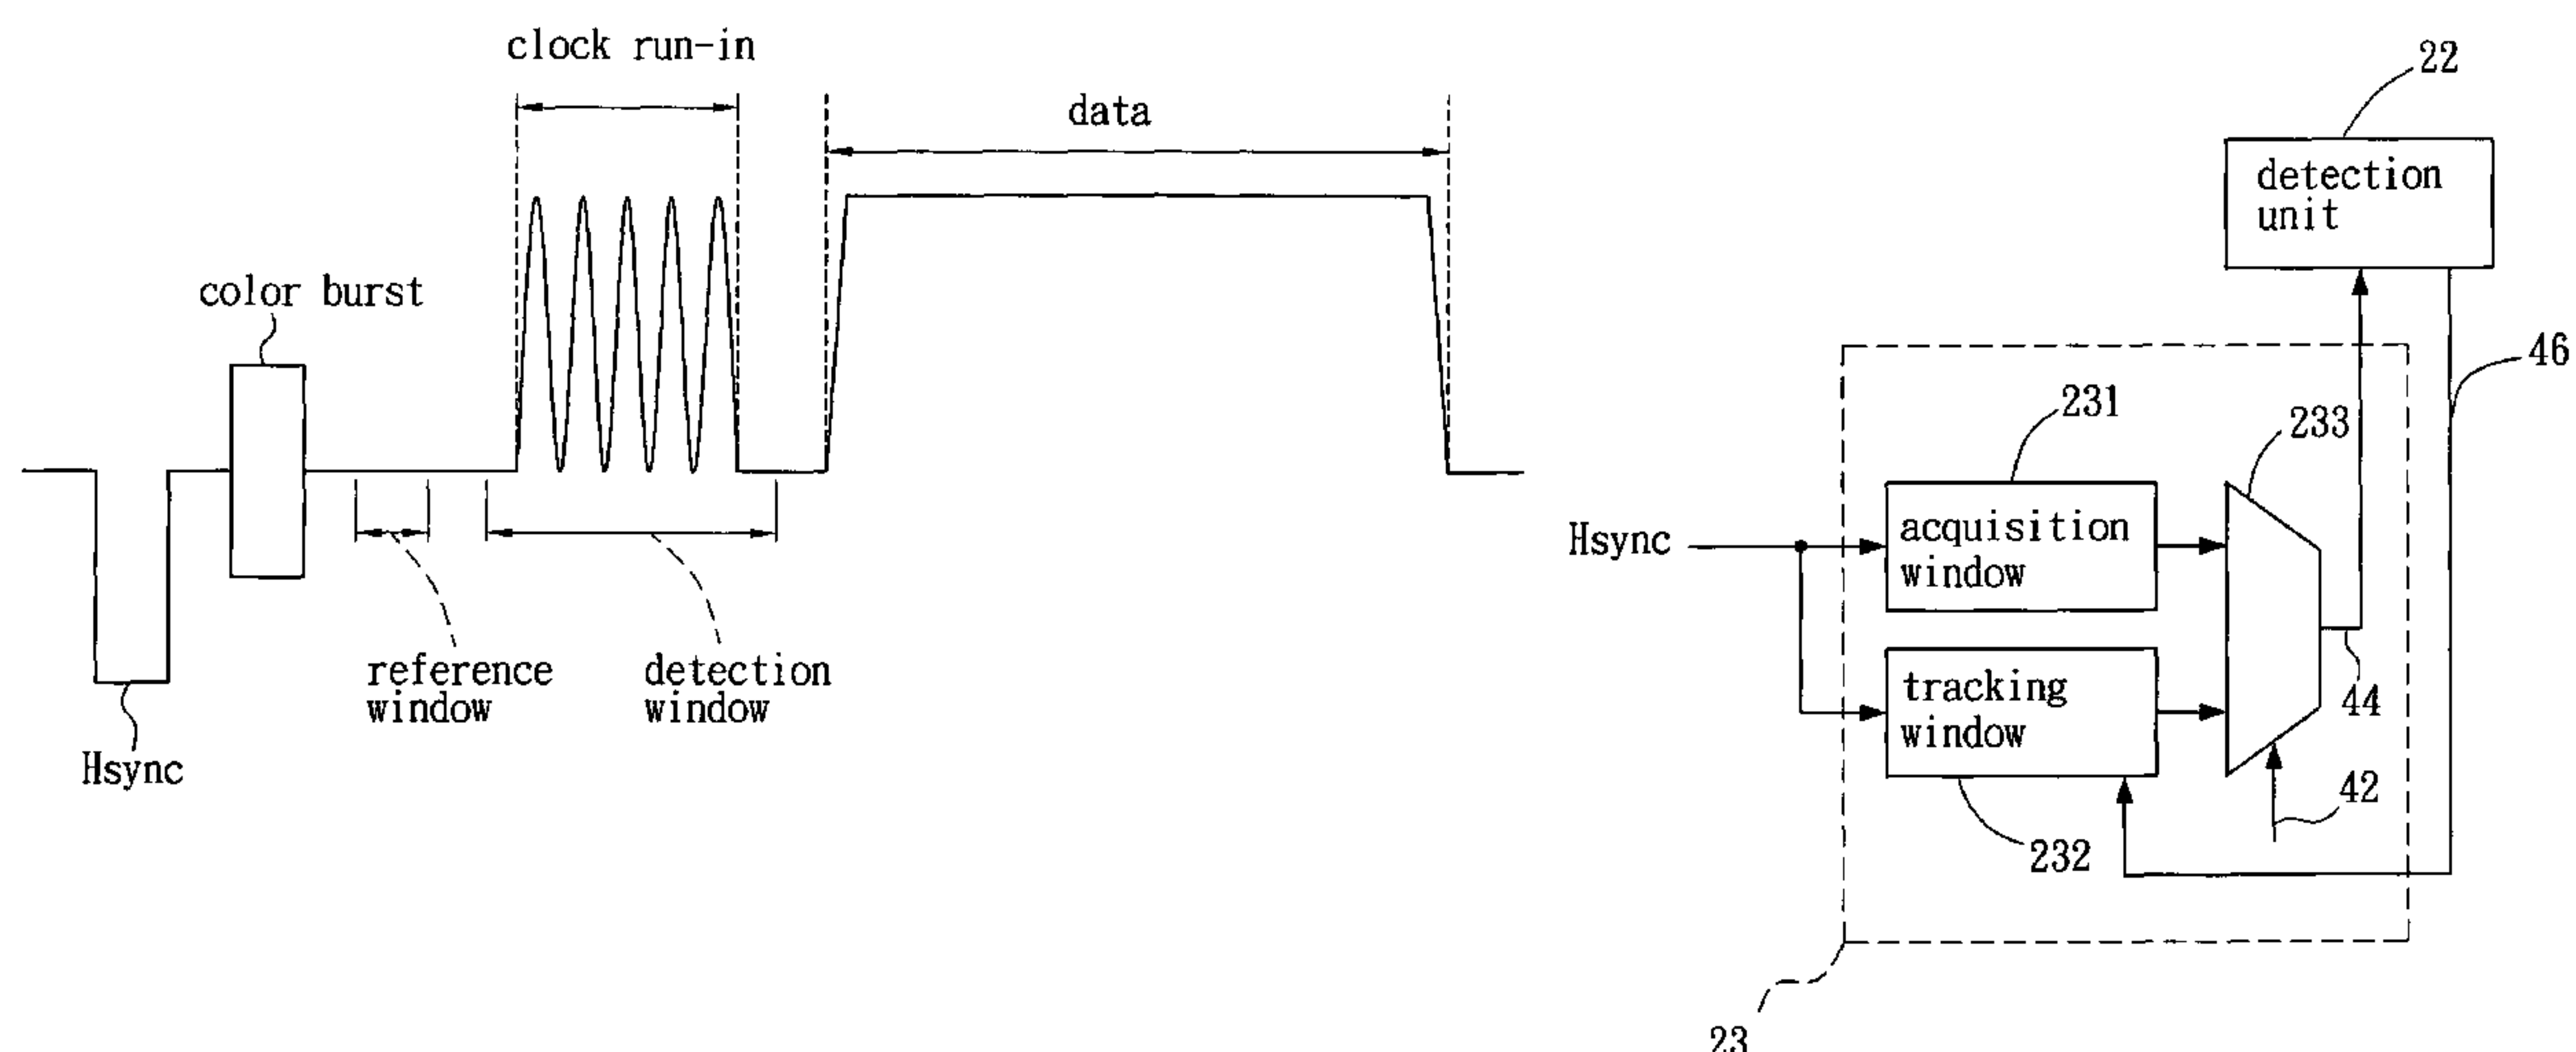 clock run-in
data
color burst
reference
window
detection
window
Hsync
22
detection
unit
46
231
233
Hsync
acquisition
window
tracking
window
44
42
232
23